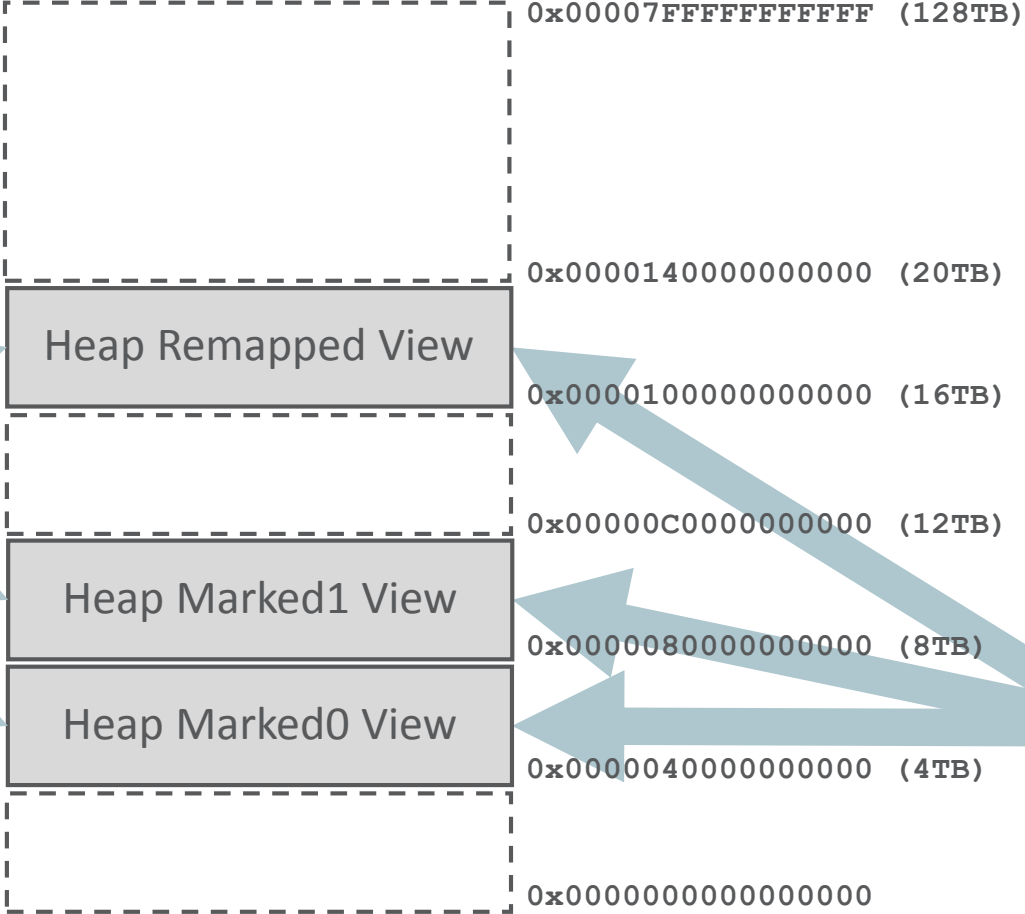 0x00007FFFFFFFFFFF (128TB)
0x0000140000000000 (20TB)
Heap Remapped View
0x0000100000000000 (16TB)
0x00000C0000000000 (12TB)
Heap Marked1 View
0x0000080000000000 (8TB)
Heap Marked0 View
0x0000040000000000 (4TB)
0x0000000000000000